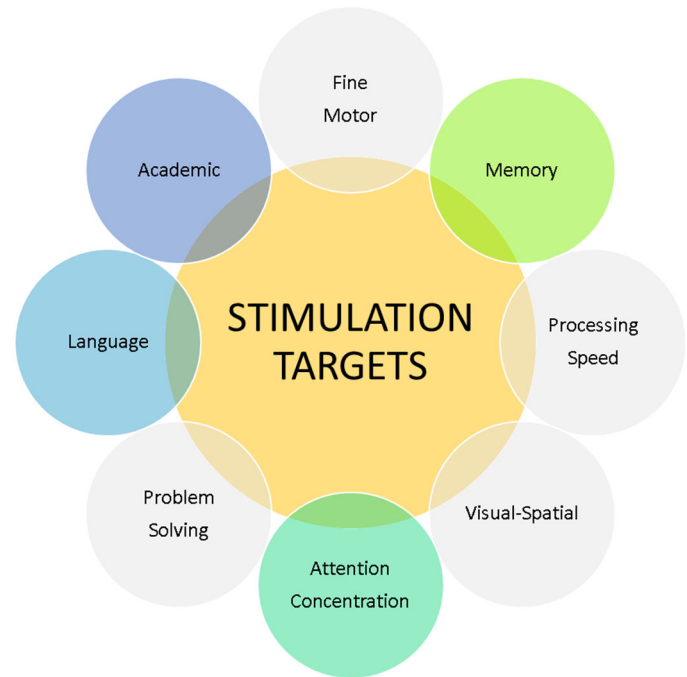 Fine
Motor
Memory
Processing
Speed
Visual-Spatial
Attention
Concentration
Problem
Solving
Language
Academic
STIMULATION
TARGETS